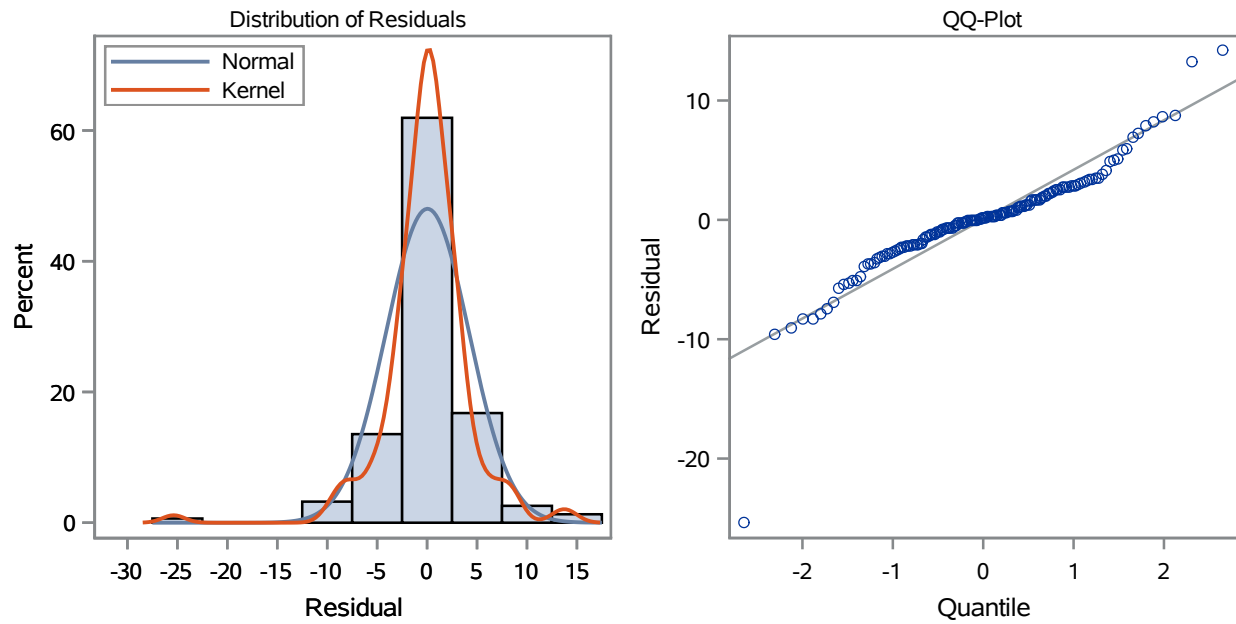 Distribution of Residuals
Normal
Kernel
Percent
60
40
20
0
-30 -25 -20 -15 -10 -5 0 5 10 15
Residual
QQ-Plot
Residual
10
0
-10
-20
-2 -1 0 1 2
Quantile